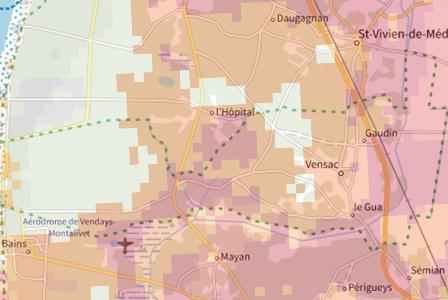 Daugagnan
St-Vivien-de-Méd
l'Hôpital
Gaudin
Vensac
le Gua
Aérodrome de Vendays-
Montalivet
Bains
Mayan
Sémian
Périgueys